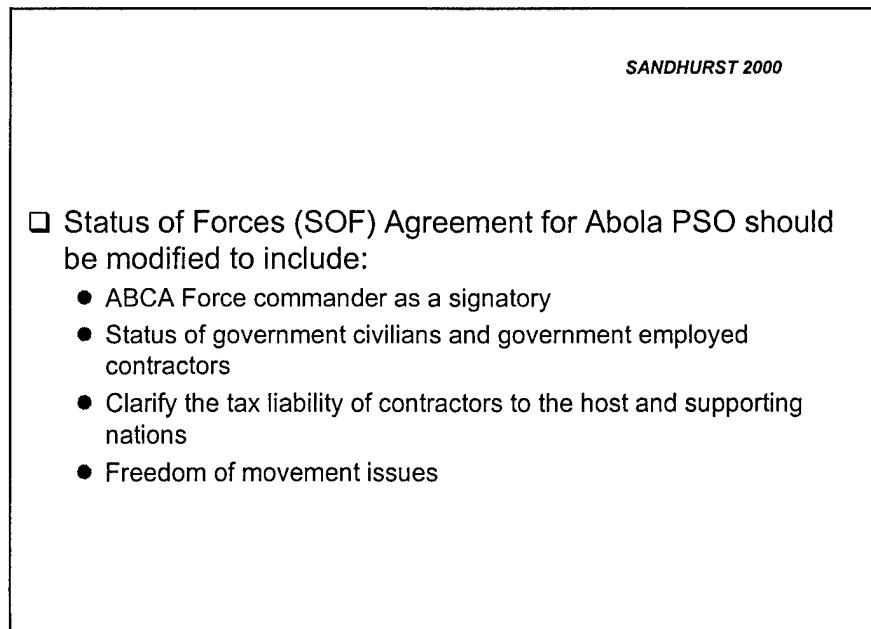 SANDHURST 2000
❑ Status of Forces (SOF) Agreement for Abola PSO should
be modified to include:
● ABCA Force commander as a signatory
● Status of government civilians and government employed
contractors
● Clarify the tax liability of contractors to the host and supporting
nations
● Freedom of movement issues